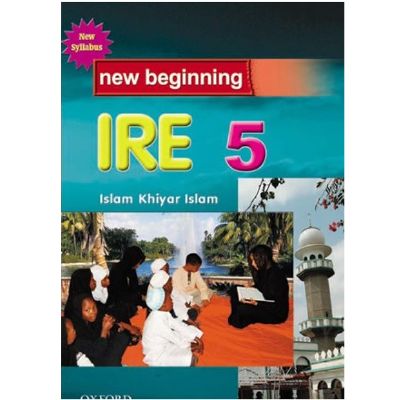 New
Syllabus
new beginning
IRE 5
Islam Khiyar Islam
OXFORD